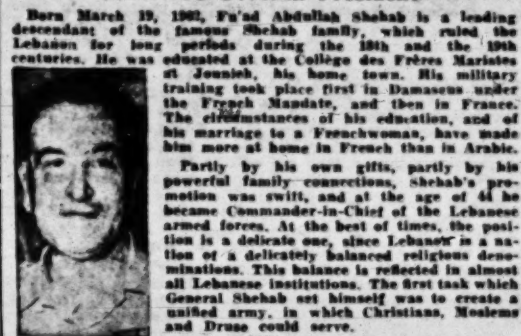 Born March 19, 1902, Fu'ad Abdullah Shehab is a leading
descendant of the famous Shehab family, which ruled the
Lebanon for long periods during the 18th and the 19th
centuries. He was educated at the Collège des Frères Maristes
at Jounieh, his home town. His military
training took place first in Damascus under
the French Mandate, and then in France.
The circumstances of his education, and of
his marriage to a Frenchwoman, have made
him more at home in French than in Arabic.
Partly by his own gifts, partly by his
powerful family connections, Shehab's pro-
motion was swift, and at the age of 44 he
became Commander-in-Chief of the Lebanese
armed forces. At the best of times, the posi-
tion is a delicate one, since Lebanon is a na-
tion of a delicately balanced religious deno-
minations. This balance is reflected in almost
all Lebanese institutions. The first task which
General Shehab set himself was to create a
unified army, in which Christians, Moslems
and Druse could serve.